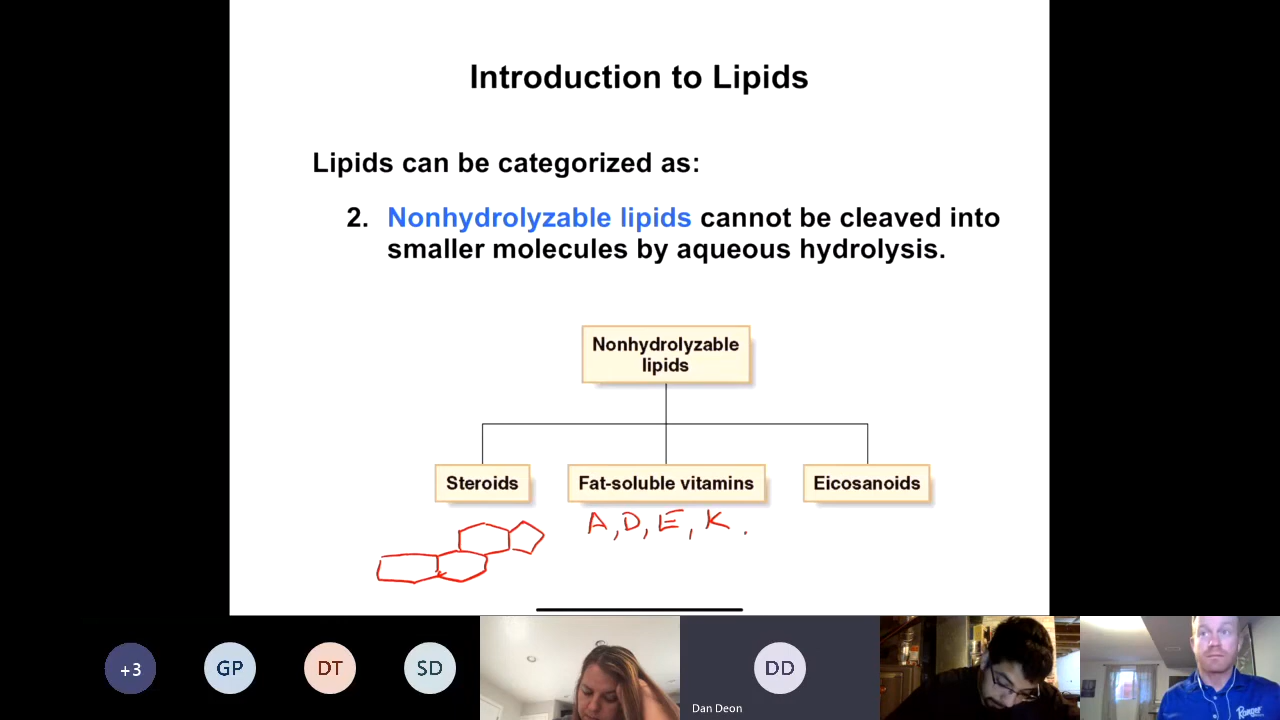 Introduction to Lipids
Lipids can be categorized as:
2. Nonhydrolyzable lipids cannot be cleaved into
smaller molecules by aqueous hydrolysis.
Nonhydrolyzable
lipids
Steroids
Fat-soluble vitamins
Eicosanoids
A, D, E, K.
+3
GP
DT
SD
DD
Dan Deon
Ranger